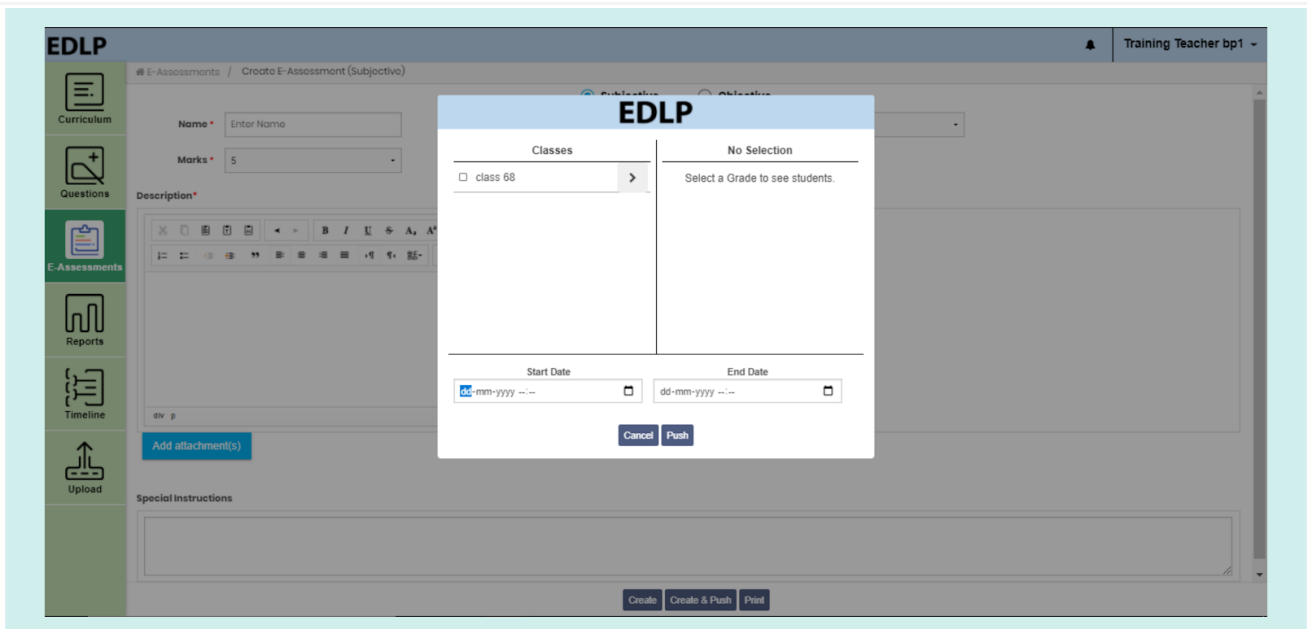 EDLP
Training Teacher bp1
E-Assessments / Create E-Assessment (Subjective)
Subjective Objective
Curriculum
Questions
E-Assessments
Reports
Timeline
Upload
Name *
Enter Name
Marks *
5
Description*
B I U S
div p
Add attachment(s)
Special Instructions
Create Create & Push Print
EDLP
Classes
No Selection
class 68
Select a Grade to see students.
Start Date
End Date
dd-mm-yyyy --:--
dd-mm-yyyy --:--
Cancel Push